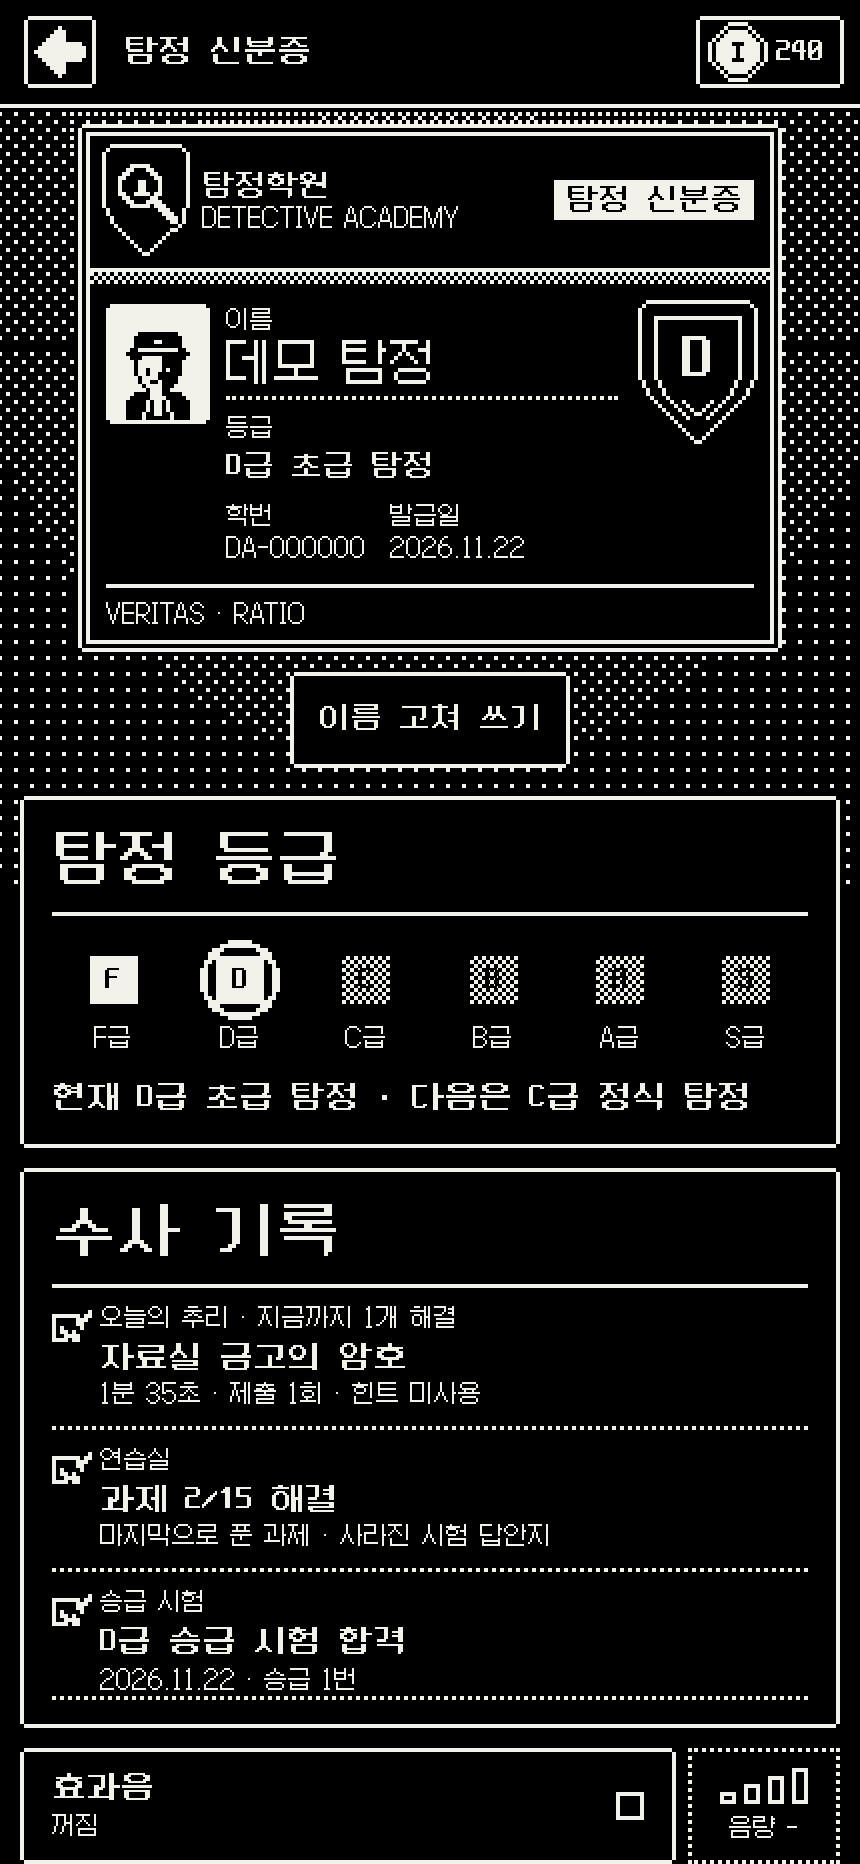 탐정 신분증
240
탐정학원
DETECTIVE ACADEMY
탐정 신분증
이름
데모 탐정
D
등급
D급 초급 탐정
학번 발급일
DA-000000 2026.11.22
VERITAS · RATIO
이름 고쳐 쓰기
탐정 등급
F D C B A S
F급 D급 C급 B급 A급 S급
현재 D급 초급 탐정 · 다음은 C급 정식 탐정
수사 기록
오늘의 추리 · 지금까지 1개 해결
자료실 금고의 암호
1분 35초 · 제출 1회 · 힌트 미사용
연습실
과제 2/15 해결
마지막으로 푼 과제 · 사라진 시험 답안지
승급 시험
D급 승급 시험 합격
2026.11.22 · 승급 1번
효과음
꺼짐
음량 -